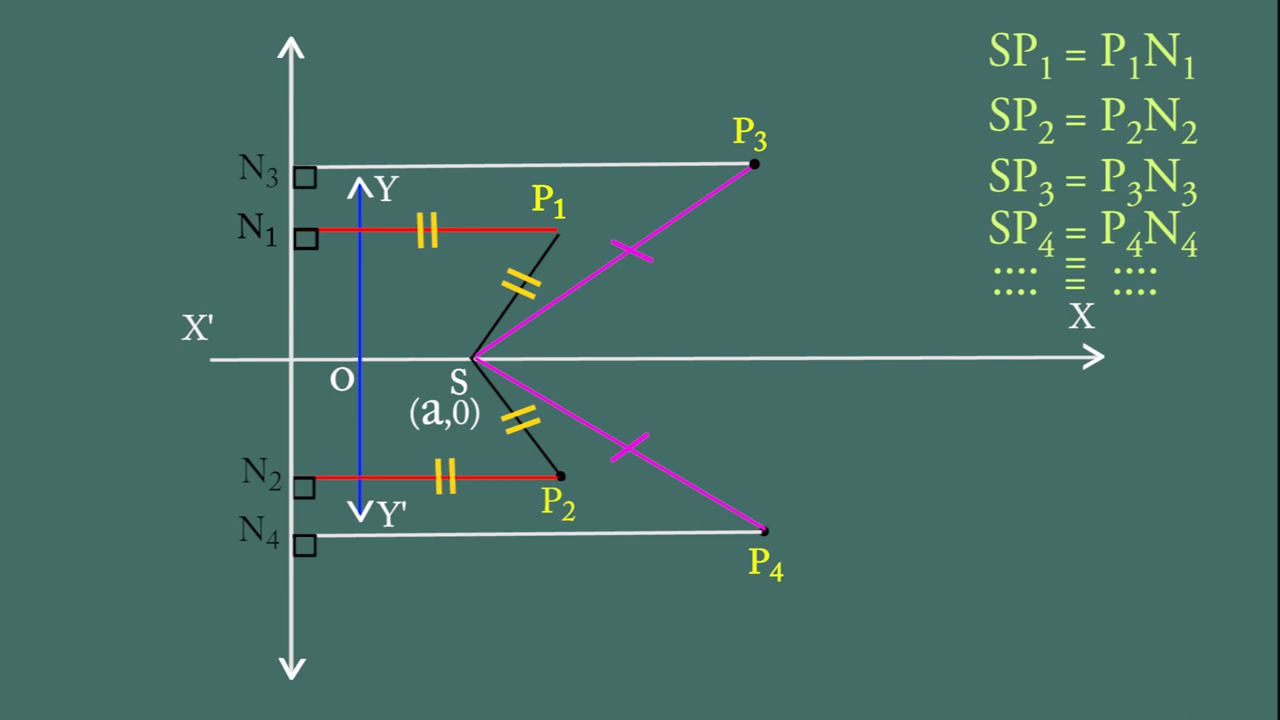 SP₁ = P₁N₁
SP₂ = P₂N₂
SP₃ = P₃N₃
SP₄ = P₄N₄
:::: = ::::
P₃
N₃
Y
P₁
N₁
X'
X
O
S
(a,0)
N₂
P₂
Y'
N₄
P₄